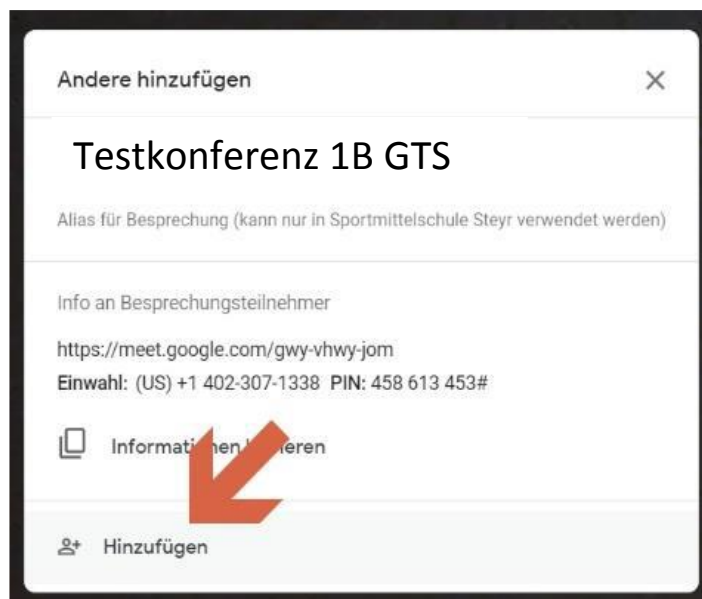 Andere hinzufügen
Testkonferenz 1B GTS
Alias für Besprechung (kann nur in Sportmittelschule Steyr verwendet werden)
Info an Besprechungsteilnehmer
https://meet.google.com/gwy-vhwy-jom
Einwahl: (US) +1 402-307-1338 PIN: 458 613 453#
Informationen
Hinzufügen